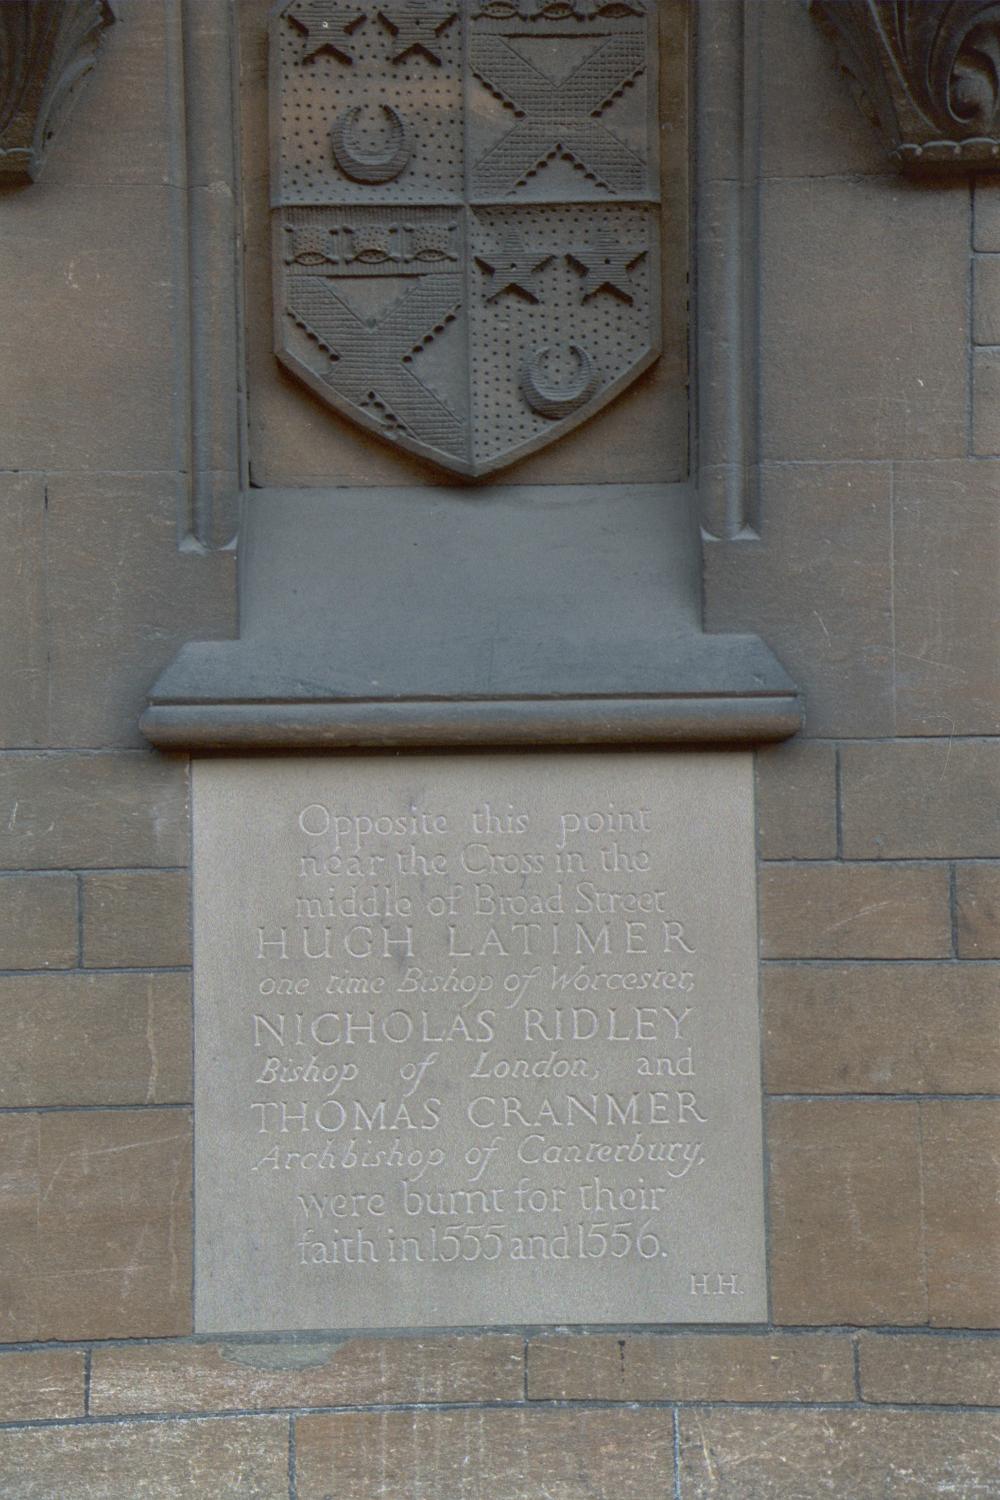 Opposite this point
near the Cross in the
middle of Broad Street
HUGH LATIMER
one time Bishop of Worcester,
NICHOLAS RIDLEY
Bishop of London, and
THOMAS CRANMER
Archbishop of Canterbury,
were burnt for their
faith in 1555 and 1556.
H.H.